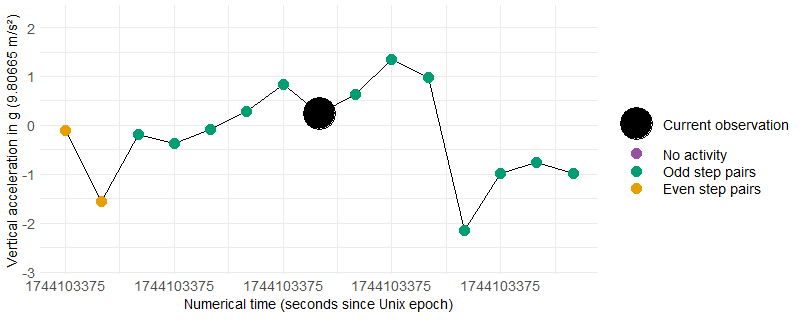 Vertical acceleration in g (9.80665 m/s²)
2
1
0
-1
-2
-3
1744103375 1744103375 1744103375 1744103375 1744103375
Numerical time (seconds since Unix epoch)
Current observation
No activity
Odd step pairs
Even step pairs